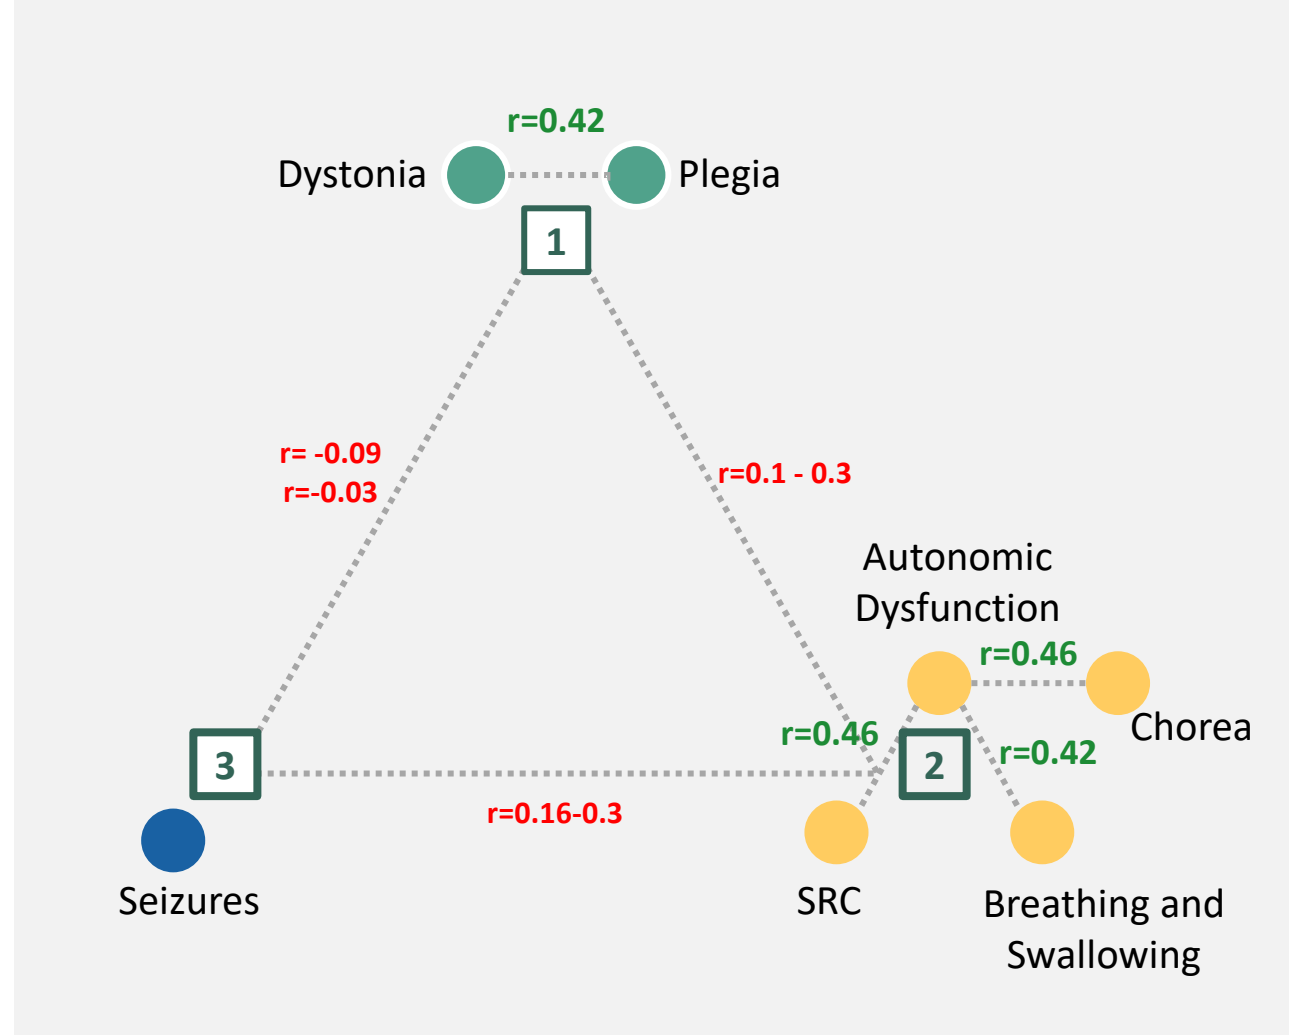 r=0.42
Dystonia
Plegia
1
r= -0.09
r=-0.03
r=0.1 - 0.3
Autonomic
Dysfunction
r=0.46
Chorea
r=0.46
r=0.42
3
2
r=0.16-0.3
Seizures
SRC
Breathing and
Swallowing